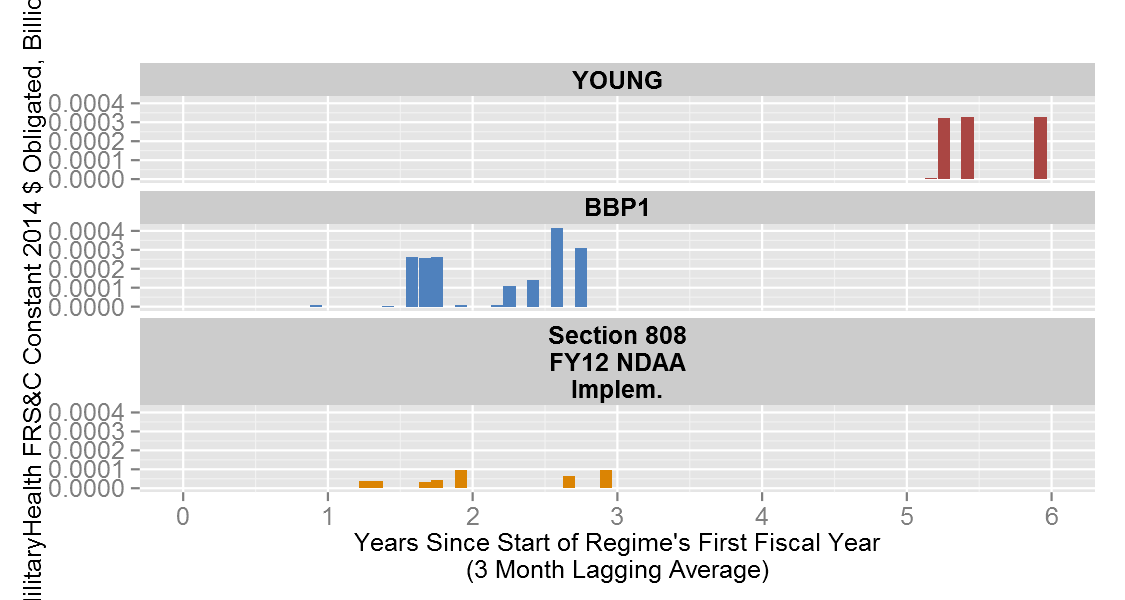 ilitaryHealth FRS&C Constant 2014 $ Obligated, Billio
YOUNG
0.0004
0.0003
0.0002
0.0001
0.0000
BBP1
0.0004
0.0003
0.0002
0.0001
0.0000
Section 808
FY12 NDAA
Implem.
0.0004
0.0003
0.0002
0.0001
0.0000
0 1 2 3 4 5 6
Years Since Start of Regime's First Fiscal Year
(3 Month Lagging Average)